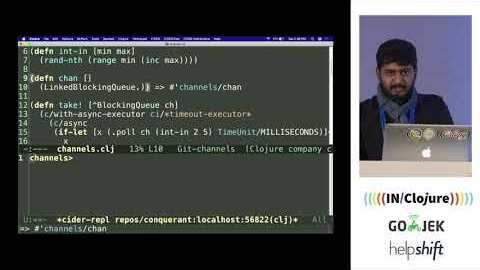 6 (defn int-in [min max]
7   (rand-nth (range min (inc max))))
9 (defn chan []
10   (LinkedBlockingQueue.)) => #'channels/chan
12 (defn take! [^BlockingQueue ch]
13   (c/with-async-executor ci/*timeout-executor*
14     (c/async
15       (if-let [x (.poll ch (int-in 2 5) TimeUnit/MILLISECONDS)]
16         x
-:--- channels.clj 13% L10 Git-channels (Clojure company c
1 channels>
U:**- *cider-repl repos/conquerant:localhost:56822(clj)* All
=> #'channels/chan
(((((IN/Clojure)))))
GOJEK
helpshift